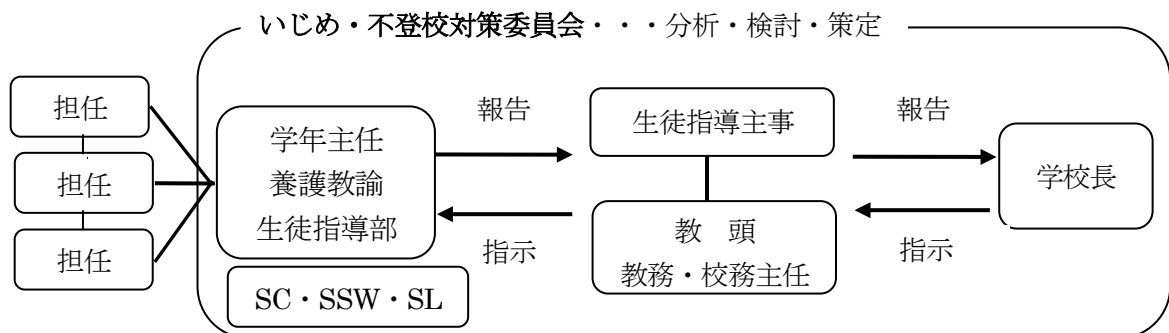 いじめ・不登校対策委員会・・・分析・検討・策定
担任
担任
担任
学年主任
養護教諭
生徒指導部
SC・SSW・SL
報告
指示
生徒指導主事
教　頭
教務・校務主任
報告
指示
学校長